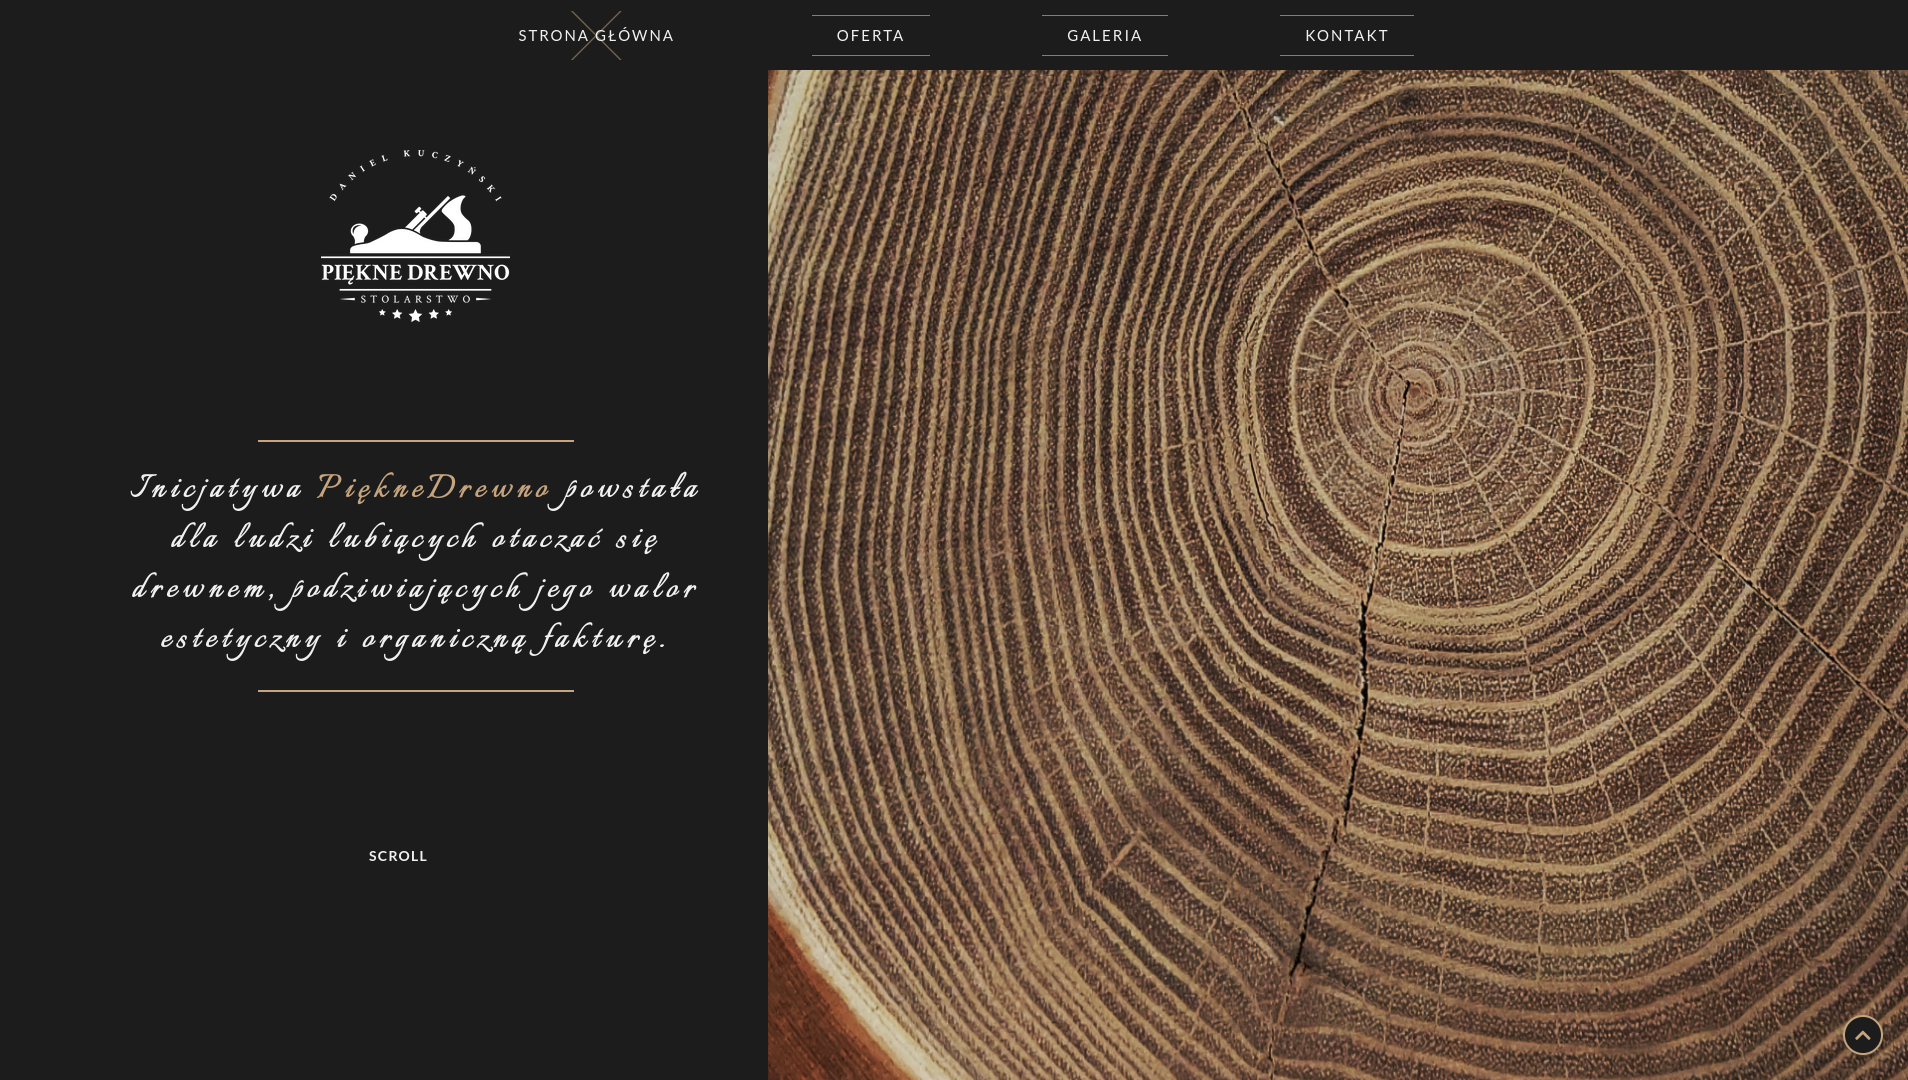 STRONA GŁÓWNA
OFERTA
GALERIA
KONTAKT
DANIEL KUCZYŃSKI
PIĘKNE DREWNO
STOLARSTWO
Inicjatywa PiękneDrewno powstała
dla ludzi lubiących otaczać się
drewnem, podziwiających jego walor
estetyczny i organiczną fakturę.
SCROLL